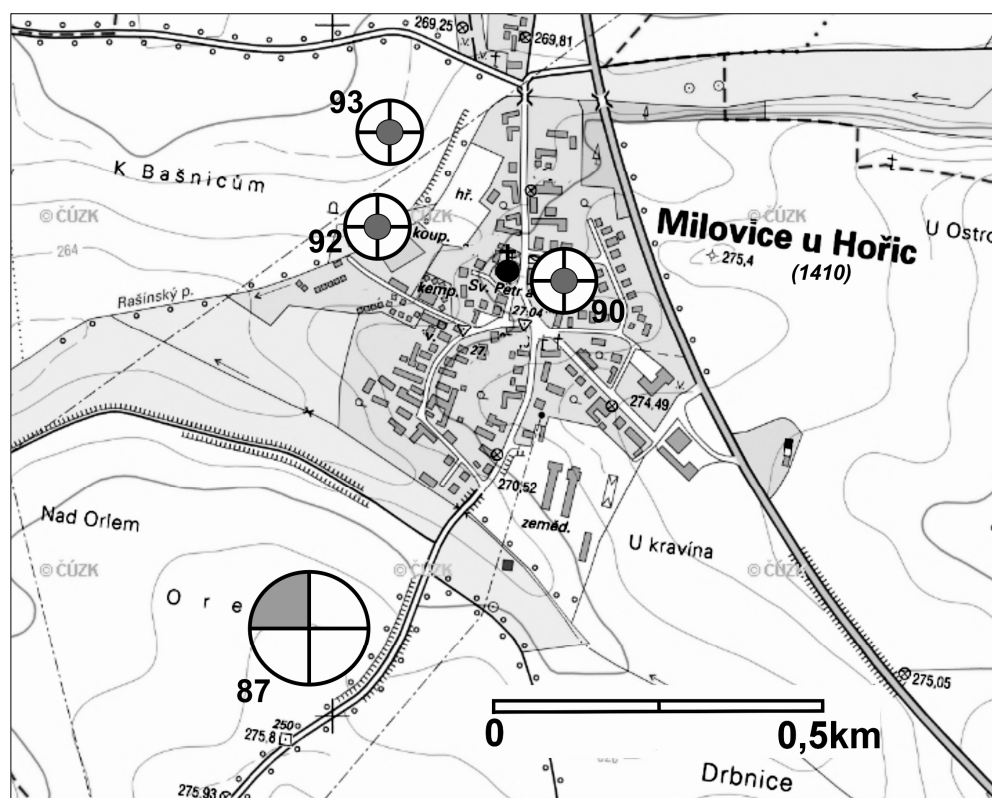 269,25
269,81
93
K Bašnicům
hř.
© ČÚZK
© ČÚZK
© ČÚZK
Milovice u Hořic
(1410)
U Ostro
275,4
92
koup.
264
Rašínský p.
kemp.
Sv. Petr a
90
27.04
27.
v.
274,49
270,52
Nad Orlem
zeměd.
U kravína
© ČÚZK
© ČÚZK
© ČÚZK
O r e
87
275,05
250
275,8
0
0,5km
275,93
Drbnice